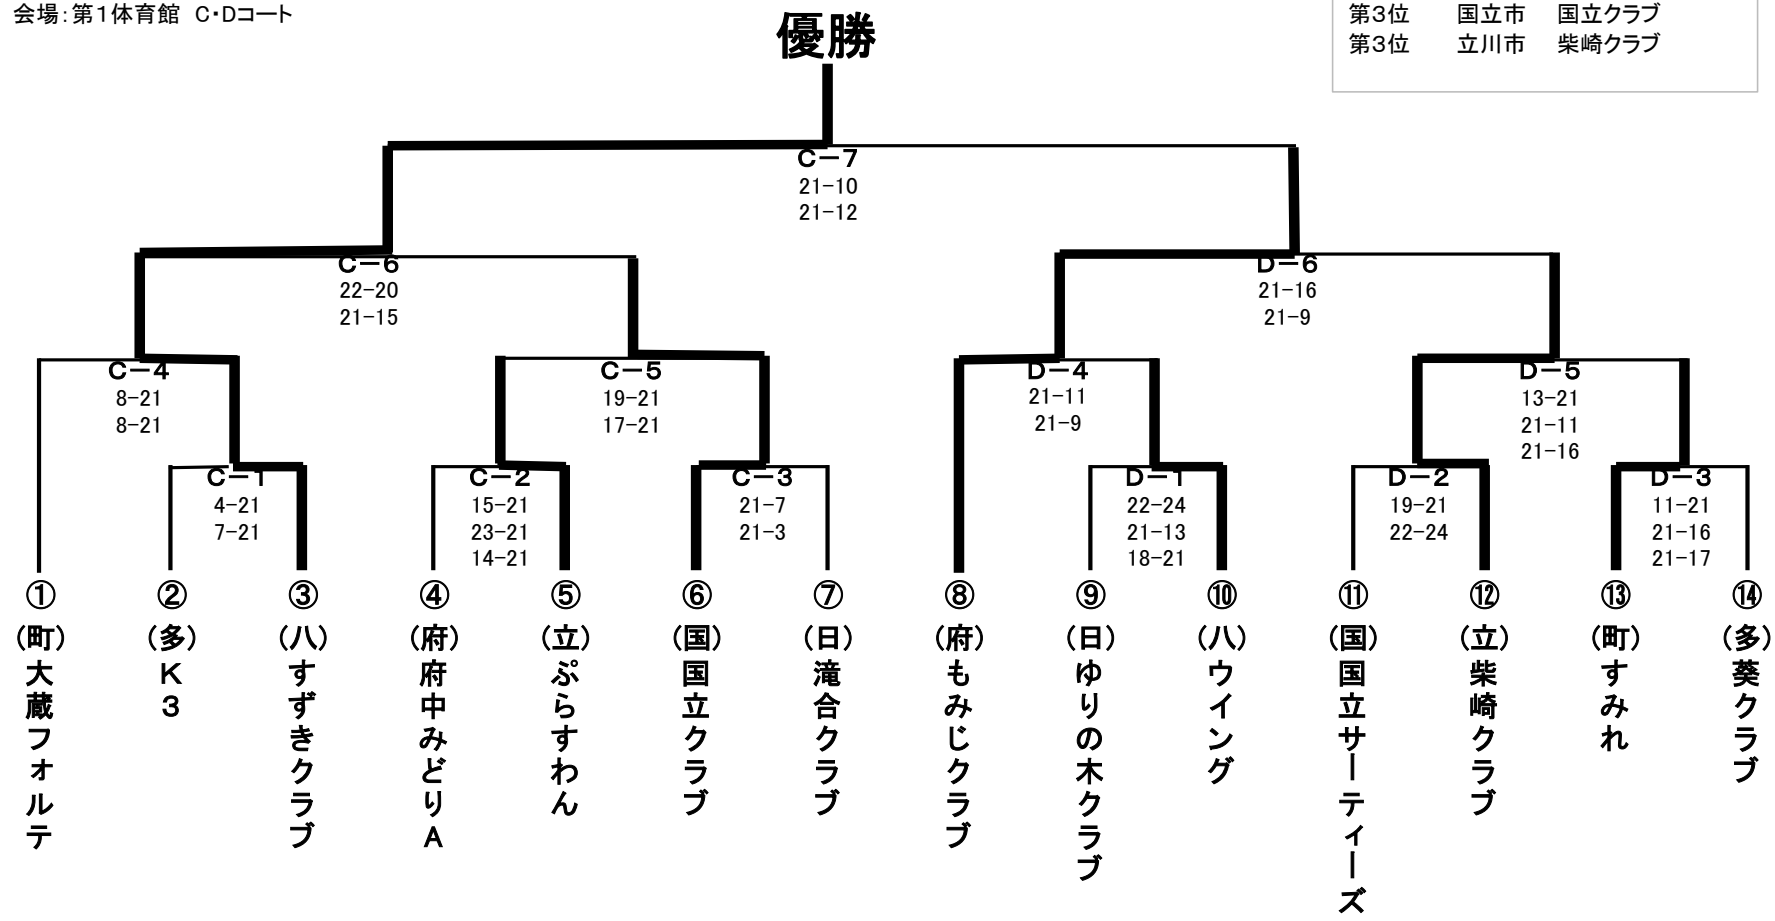 会場：第１体育館　Ｃ・Ｄコート
優勝
第３位　国立市　国立クラブ
第３位　立川市　柴崎クラブ
Ｃ－７
21-10
21-12
Ｃ－６
22-20
21-15
Ｄ－６
21-16
21-9
Ｃ－４
8-21
8-21
Ｃ－５
19-21
17-21
Ｄ－４
21-11
21-9
Ｄ－５
13-21
21-11
21-16
Ｃ－１
4-21
7-21
Ｃ－２
15-21
23-21
14-21
Ｃ－３
21-7
21-3
Ｄ－１
22-24
21-13
18-21
Ｄ－２
19-21
22-24
Ｄ－３
11-21
21-16
21-17
①
（町）大蔵フォルテ
②
（多）Ｋ３
③
（八）すずきクラブ
④
（府）府中みどりＡ
⑤
（立）ぷらすわん
⑥
（国）国立クラブ
⑦
（日）滝合クラブ
⑧
（府）もみじクラブ
⑨
（日）ゆりの木クラブ
⑩
（八）ウイング
⑪
（国）国立サーティーズ
⑫
（立）柴崎クラブ
⑬
（町）すみれ
⑭
（多）葵クラブ